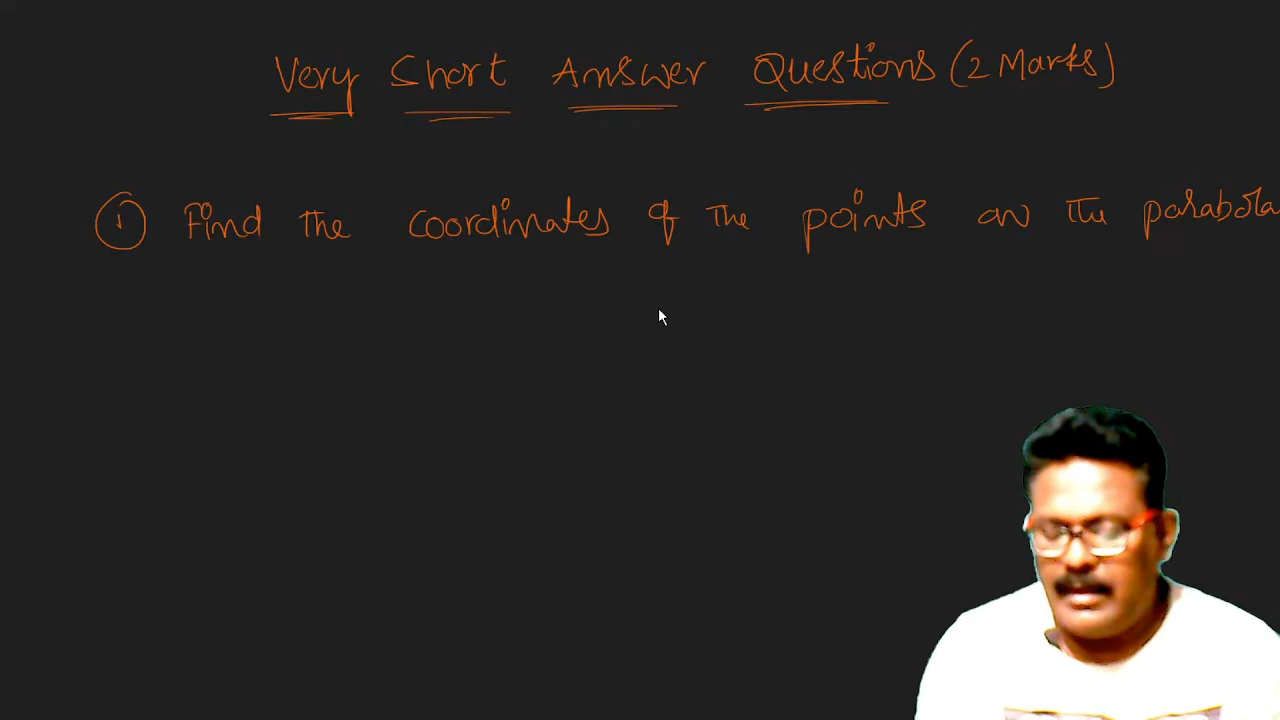 Very Short Answer Questions (2 Marks)
① Find the coordinates of the points on the parabola